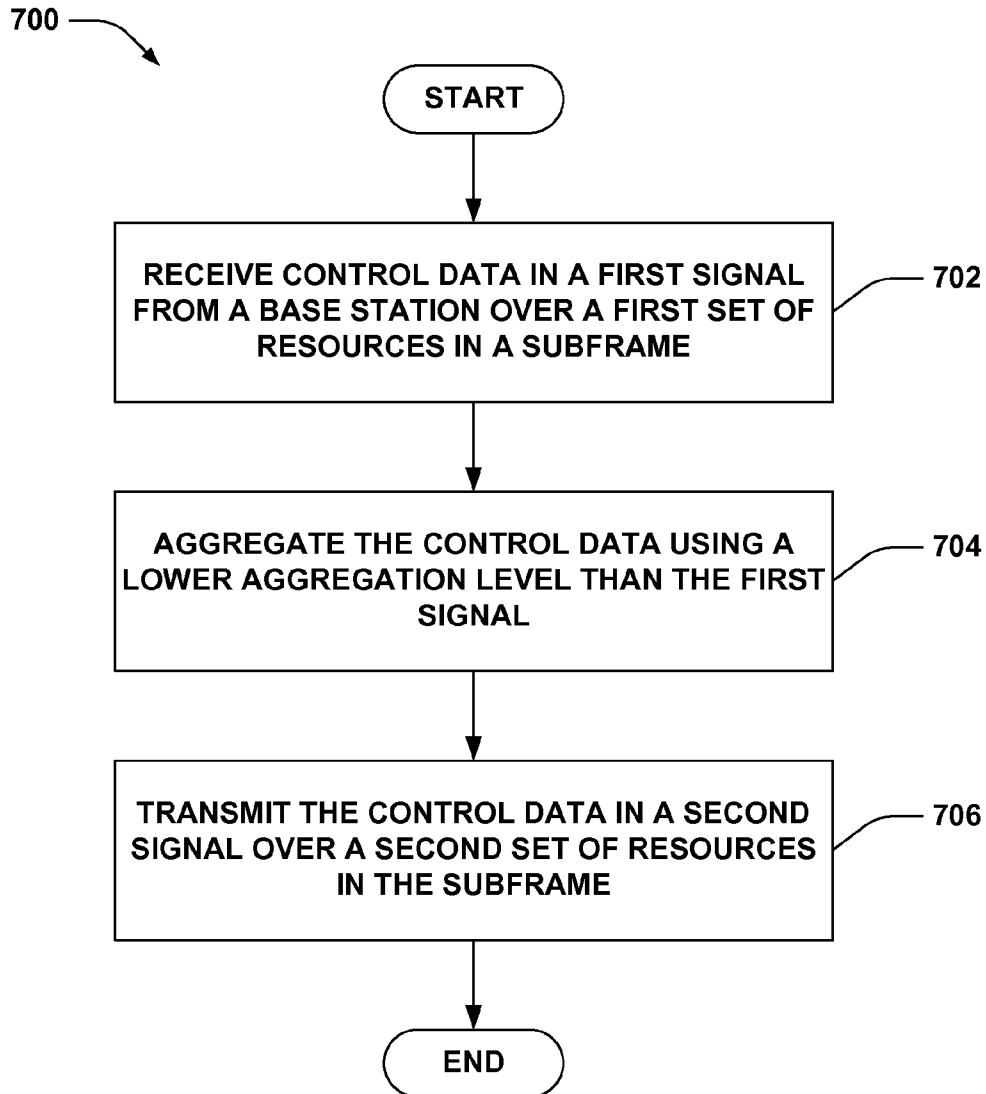 700
START
RECEIVE CONTROL DATA IN A FIRST SIGNAL
FROM A BASE STATION OVER A FIRST SET OF
RESOURCES IN A SUBFRAME
702
AGGREGATE THE CONTROL DATA USING A
LOWER AGGREGATION LEVEL THAN THE FIRST
SIGNAL
704
TRANSMIT THE CONTROL DATA IN A SECOND
SIGNAL OVER A SECOND SET OF RESOURCES
IN THE SUBFRAME
706
END